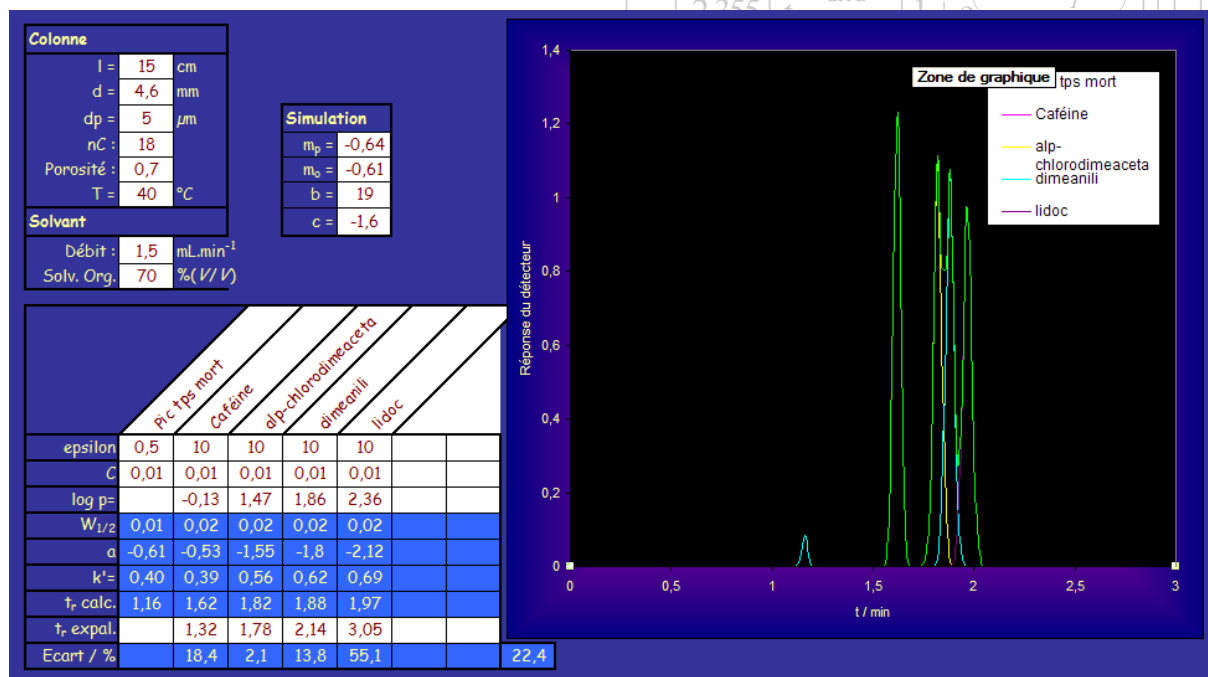 2,355
Colonne
l = 15 cm
d = 4,6 mm
dp = 5 µm
nC : 18
Porosité : 0,7
T = 40 °C
Solvant
Débit : 1,5 mL.min-1
Solv. Org. 70 %(V/V)
Simulation
mp = -0,64
mo = -0,61
b = 19
c = -1,6
Pic tps mort
Caféine
alp-chlorodimeaceta
dimeanili
lidoc
epsilon 0,5 10 10 10 10
C 0,01 0,01 0,01 0,01 0,01
log p= -0,13 1,47 1,86 2,36
W1/2 0,01 0,02 0,02 0,02 0,02
a -0,61 -0,53 -1,55 -1,8 -2,12
k'= 0,40 0,39 0,56 0,62 0,69
tr calc. 1,16 1,62 1,82 1,88 1,97
tr expal. 1,32 1,78 2,14 3,05
Ecart / % 18,4 2,1 13,8 55,1 22,4
Réponse du détecteur
1,4
1,2
1
0,8
0,6
0,4
0,2
0
0 0,5 1 1,5 2 2,5 3
t / min
Zone de graphique
tps mort
Caféine
alp-
chlorodimeaceta
dimeanili
lidoc